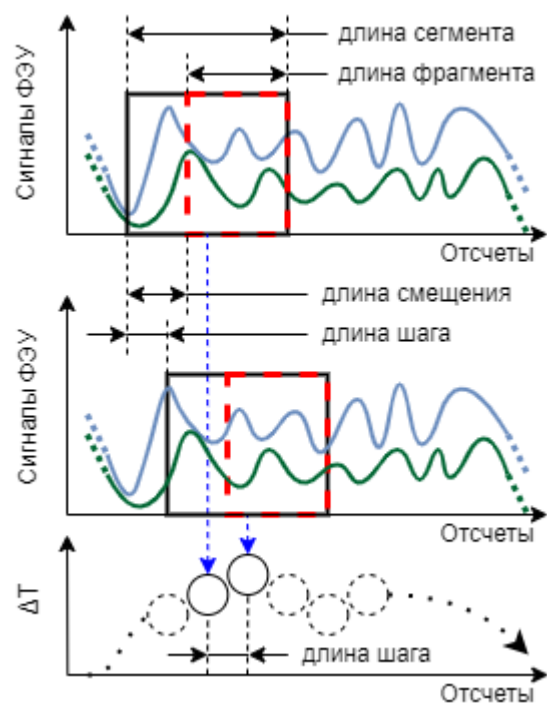 длина сегмента
длина фрагмента
Сигналы ФЭУ
Отсчеты
длина смещения
длина шага
Сигналы ФЭУ
Отсчеты
ΔT
длина шага
Отсчеты